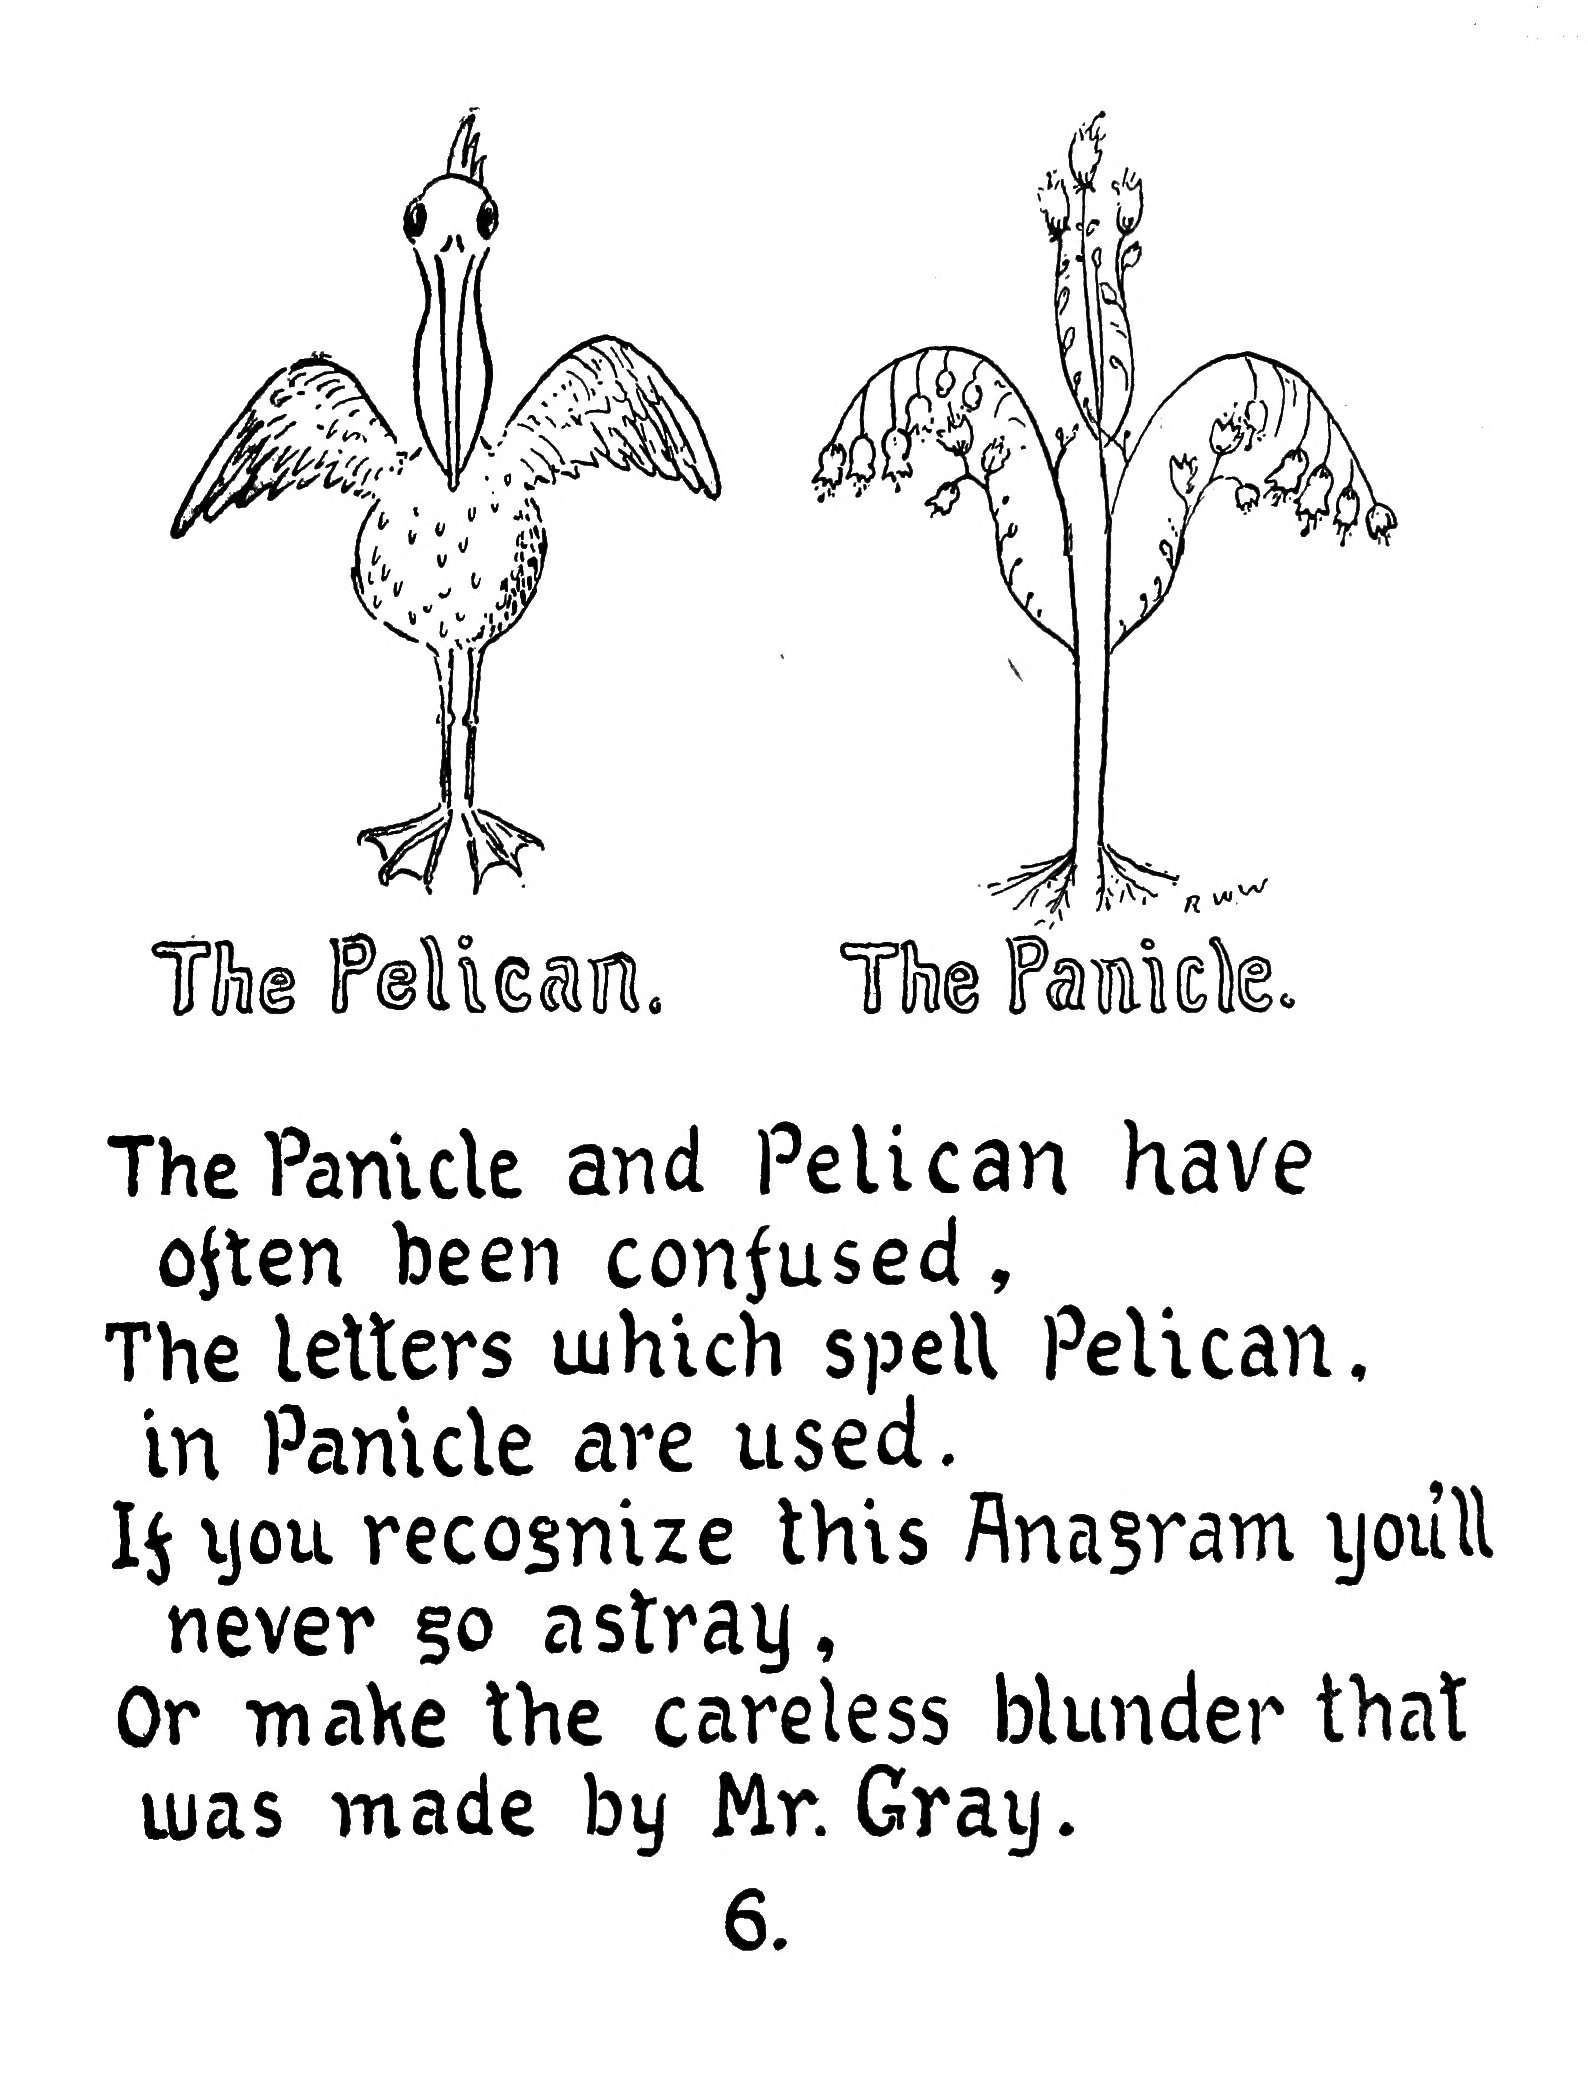 R W.W
The Pelican.
The Panicle.
The Panicle and Pelican have
often been confused,
The letters which spell Pelican.
in Panicle are used.
If you recognize this Anagram you'll
never go astray,
Or make the careless blunder that
was made by Mr. Gray.
6.